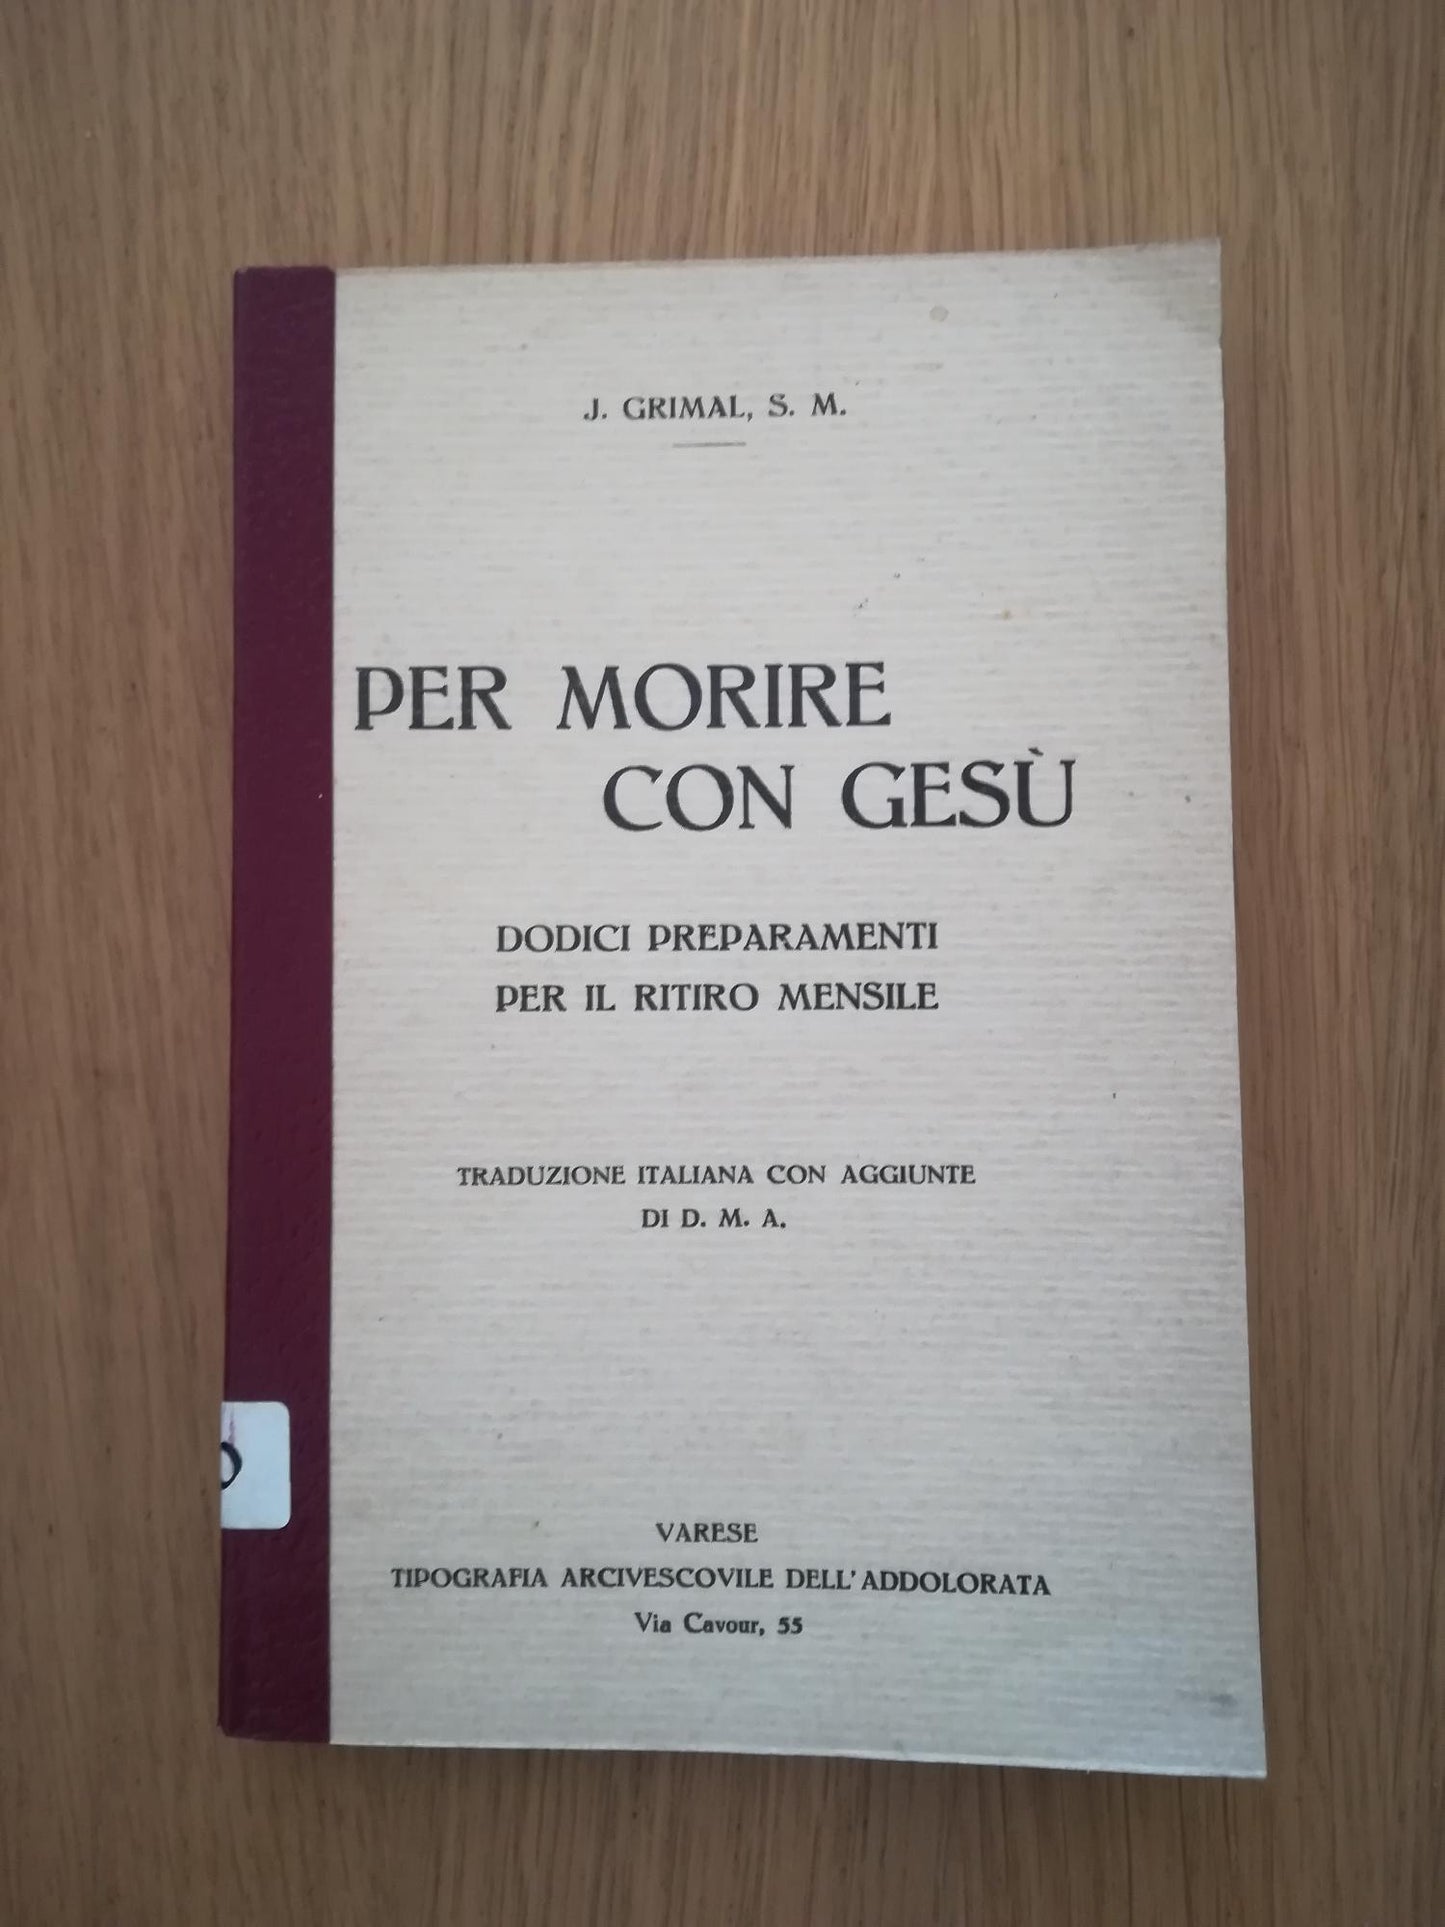 J. GRIMAL, S. M.
PER MORIRE
CON GESÙ
DODICI PREPARAMENTI
PER IL RITIRO MENSILE
TRADUZIONE ITALIANA CON AGGIUNTE
DI D. M. A.
VARESE
TIPOGRAFIA ARCIVESCOVILE DELL'ADDOLORATA
Via Cavour, 55